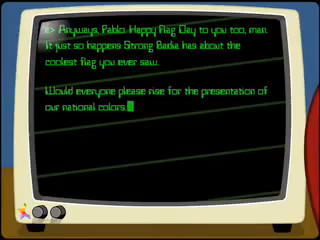 e> Anyways, Pablo. Happy Flag Day to you too, man.
It just so happens Strong Badia has about the
coolest flag you ever saw.
Would everyone please rise for the presentation of
our national colors.